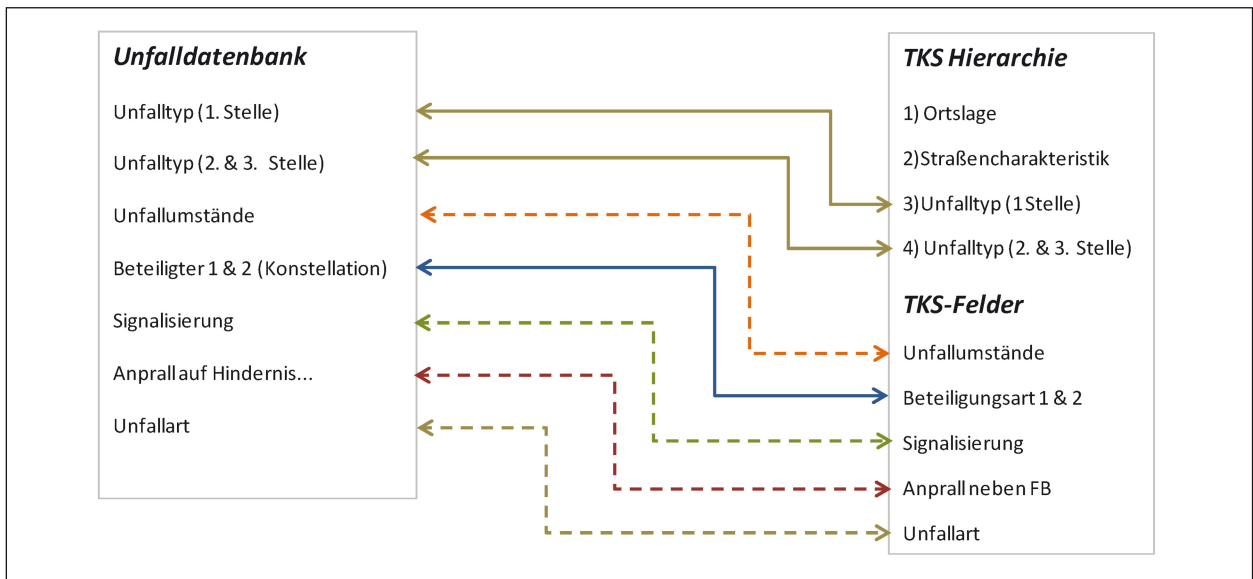 Unfalldatenbank
Unfalltyp (1. Stelle)
Unfalltyp (2. & 3. Stelle)
Unfallumstände
Beteiligter 1 & 2 (Konstellation)
Signalisierung
Anprall auf Hindernis...
Unfallart
TKS Hierarchie
1) Ortslage
2)Straßencharakteristik
3)Unfalltyp (1Stelle)
4) Unfalltyp (2. & 3. Stelle)
TKS-Felder
Unfallumstände
Beteiligungsart 1 & 2
Signalisierung
Anprall neben FB
Unfallart